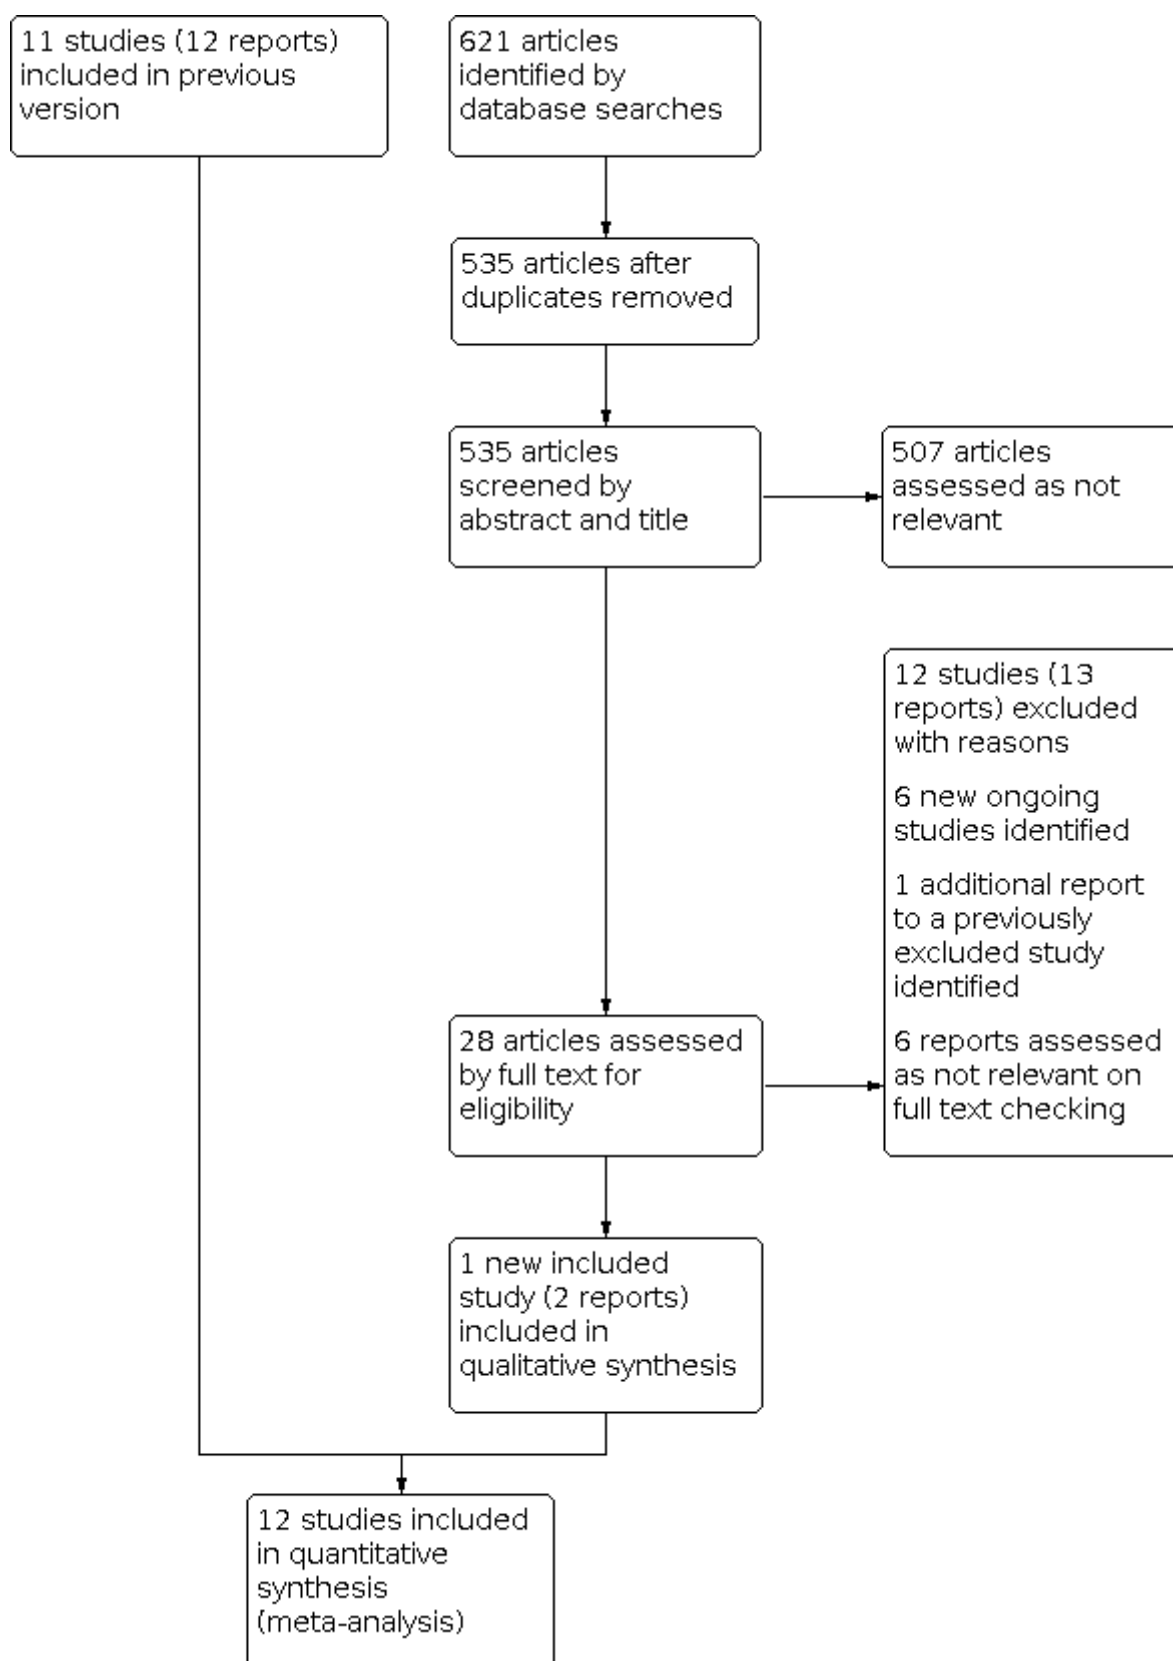 11 studies (12 reports)
included in previous
version
621 articles
identified by
database searches
535 articles after
duplicates removed
535 articles
screened by
abstract and title
507 articles
assessed as not
relevant
12 studies (13
reports) excluded
with reasons
6 new ongoing
studies identified
1 additional report
to a previously
excluded study
identified
6 reports assessed
as not relevant on
full text checking
28 articles assessed
by full text for
eligibility
1 new included
study (2 reports)
included in
qualitative synthesis
12 studies included
in quantitative
synthesis
(meta-analysis)